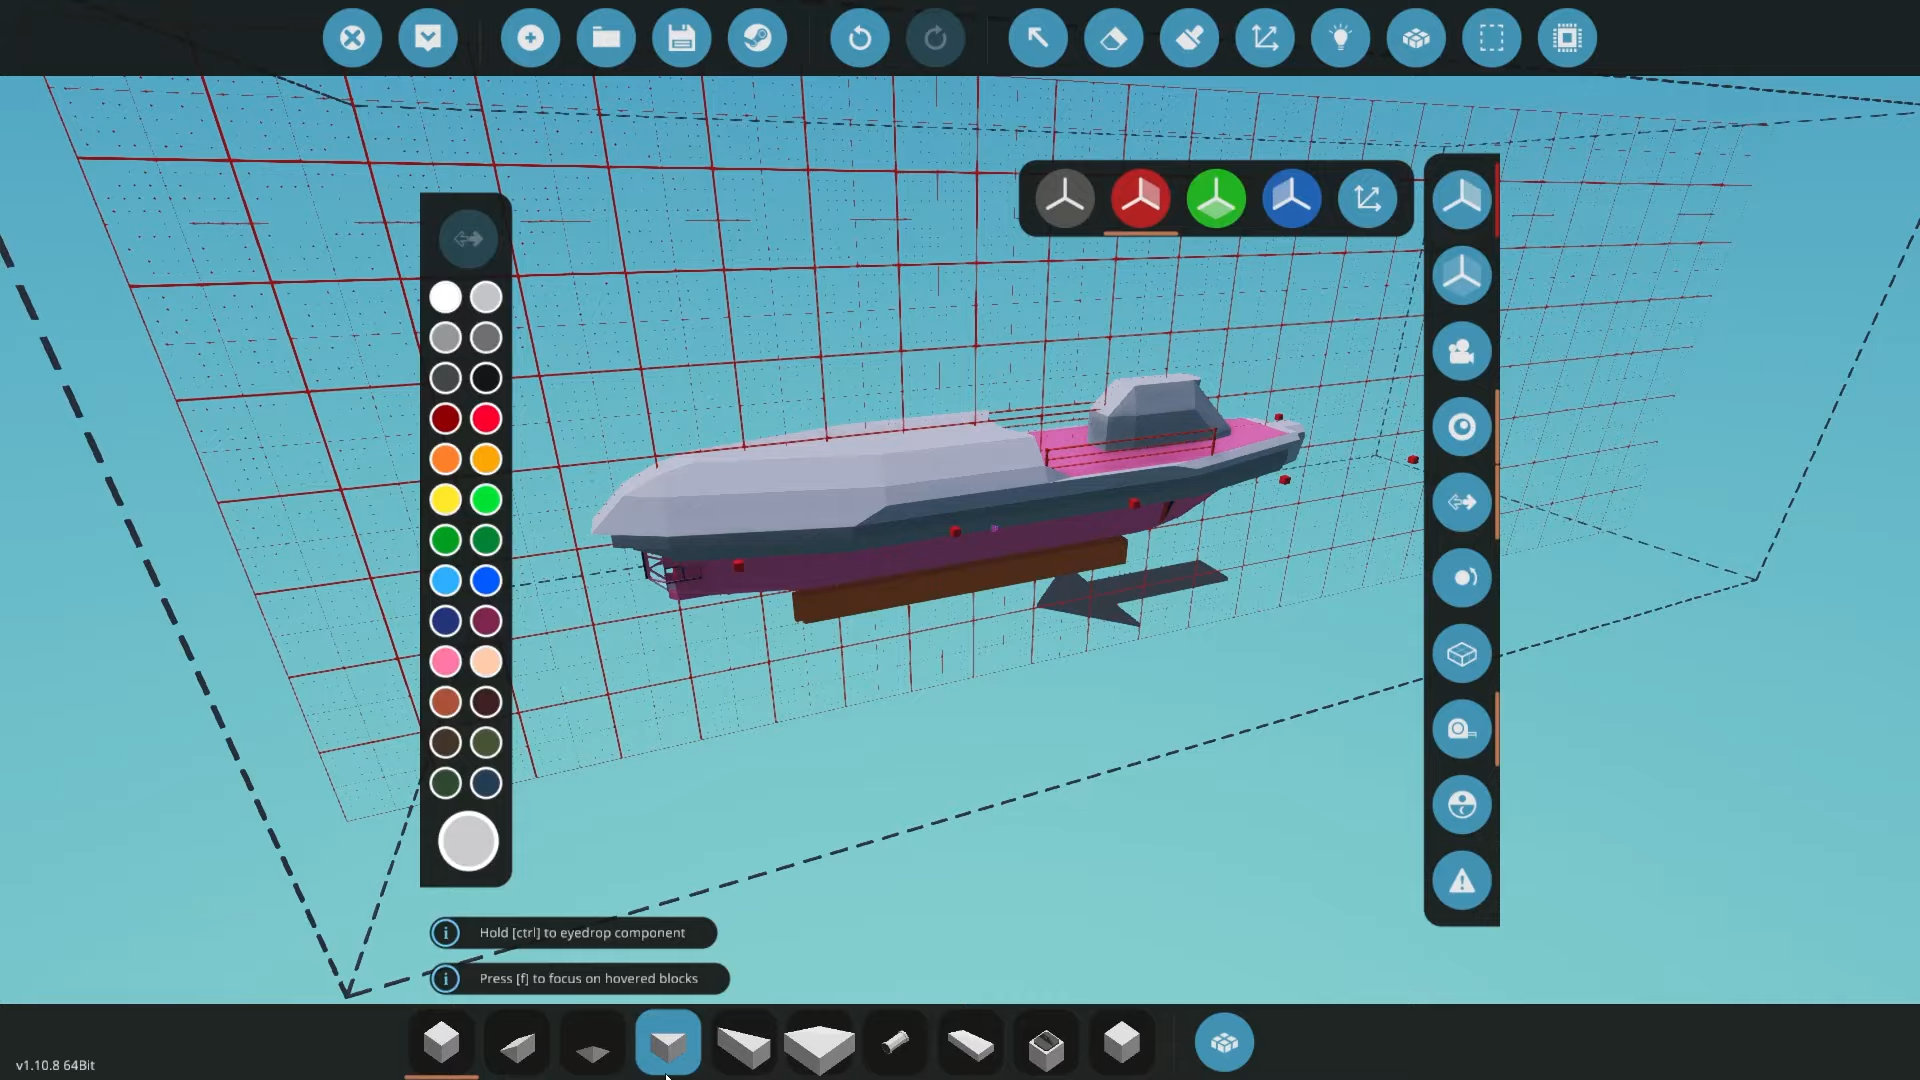 Hold [ctrl] to eyedrop component
Press [f] to focus on hovered blocks
v1.10.8 64Bit